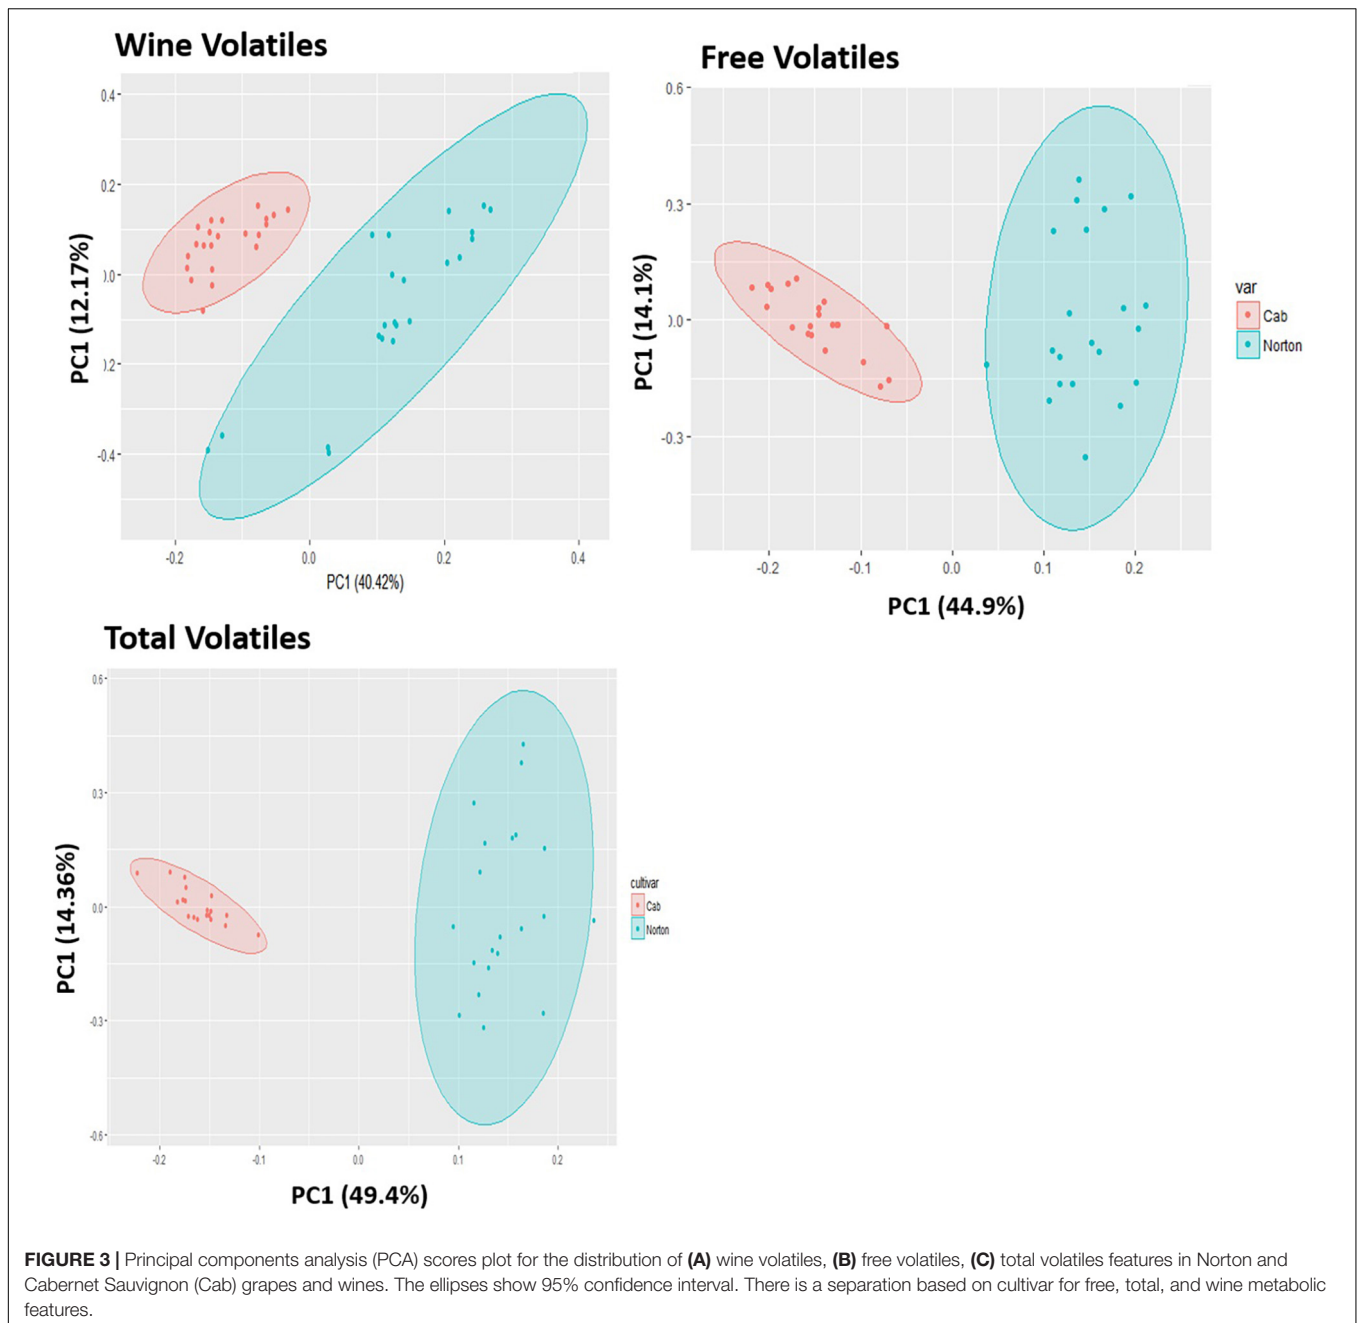 Wine Volatiles
0.4
0.2
0.0
0.2
-0.4
PC1 (12.17%)
-0.2
0.0
0.2
0.4
PC1 (40.42%)
Free Volatiles
0.6
0.3
0.0
-0.3
PC1 (14.1%)
-0.2
-0.1
0.0
0.1
0.2
PC1 (44.9%)
var
Cab
Norton
Total Volatiles
0.6
0.3
0.0
-0.3
-0.6
PC1 (14.36%)
-0.2
-0.1
0.0
0.1
0.2
PC1 (49.4%)
cultivar
Cab
Norton
FIGURE 3 | Principal components analysis (PCA) scores plot for the distribution of (A) wine volatiles, (B) free volatiles, (C) total volatiles features in Norton and
Cabernet Sauvignon (Cab) grapes and wines. The ellipses show 95% confidence interval. There is a separation based on cultivar for free, total, and wine metabolic
features.